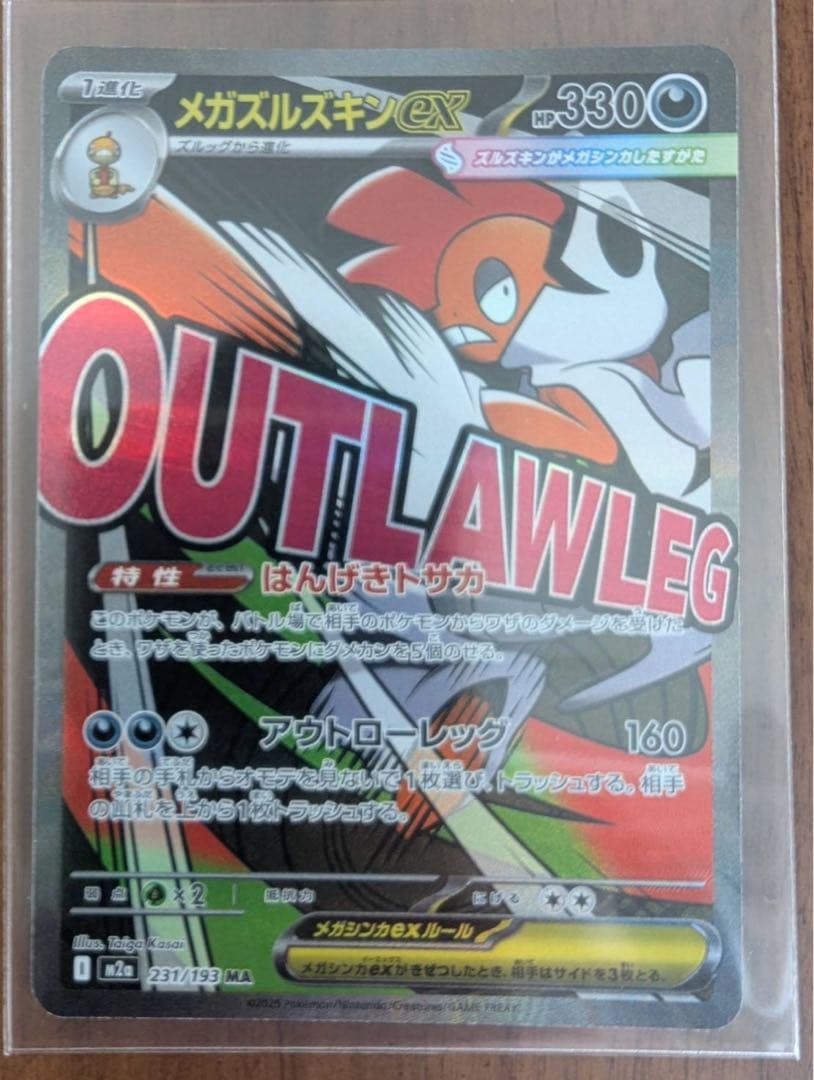 1進化
メガズルズキンex
HP330
ズルッグから進化
ズルズキンがメガシンカしたすがた
OUTLAWLEG
特性
はんげきトサカ
このポケモンが、バトル場で相手のポケモンからワザのダメージを受けた
とき、ワザを使ったポケモンにダメカンを5個のせる。
アウトローレッグ 160
相手の手札からオモテを見ないで1枚選び、トラッシュする。相手
の山札を上から1枚トラッシュする。
弱点 ×2 抵抗力 にげる
メガシンカexルール
メガシンカexがきぜつしたとき、相手はサイドを3枚とる。
Illus. Taiga Kasai
I m2a 231/193 MA
©2025 Pokémon/Nintendo/Creatures/GAME FREAK